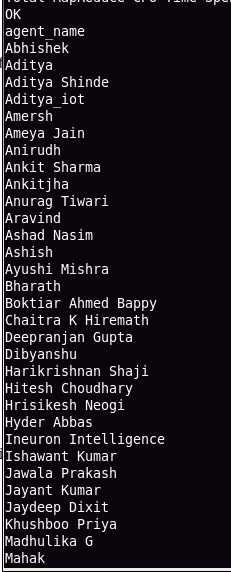 Total MapReduce CPU Time Spen
OK
agent_name
Abhishek
Aditya
Aditya Shinde
Aditya_iot
Amersh
Ameya Jain
Anirudh
Ankit Sharma
Ankitjha
Anurag Tiwari
Aravind
Ashad Nasim
Ashish
Ayushi Mishra
Bharath
Boktiar Ahmed Bappy
Chaitra K Hiremath
Deepranjan Gupta
Dibyanshu
Harikrishnan Shaji
Hitesh Choudhary
Hrisikesh Neogi
Hyder Abbas
Ineuron Intelligence
Ishawant Kumar
Jawala Prakash
Jayant Kumar
Jaydeep Dixit
Khushboo Priya
Madhulika G
Mahak